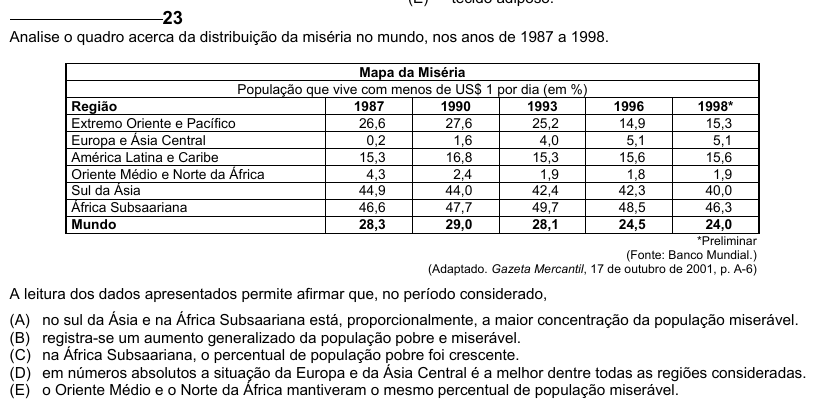 (E) tecido adiposo.
23
Analise o quadro acerca da distribuição da miséria no mundo, nos anos de 1987 a 1998.
Mapa da Miséria
População que vive com menos de US$ 1 por dia (em %)
Região 1987 1990 1993 1996 1998*
Extremo Oriente e Pacífico 26,6 27,6 25,2 14,9 15,3
Europa e Ásia Central 0,2 1,6 4,0 5,1 5,1
América Latina e Caribe 15,3 16,8 15,3 15,6 15,6
Oriente Médio e Norte da África 4,3 2,4 1,9 1,8 1,9
Sul da Ásia 44,9 44,0 42,4 42,3 40,0
África Subsaariana 46,6 47,7 49,7 48,5 46,3
Mundo 28,3 29,0 28,1 24,5 24,0
*Preliminar
(Fonte: Banco Mundial.)
(Adaptado. Gazeta Mercantil, 17 de outubro de 2001, p. A-6)
A leitura dos dados apresentados permite afirmar que, no período considerado,
(A) no sul da Ásia e na África Subsaariana está, proporcionalmente, a maior concentração da população miserável.
(B) registra-se um aumento generalizado da população pobre e miserável.
(C) na África Subsaariana, o percentual de população pobre foi crescente.
(D) em números absolutos a situação da Europa e da Ásia Central é a melhor dentre todas as regiões consideradas.
(E) o Oriente Médio e o Norte da África mantiveram o mesmo percentual de população miserável.